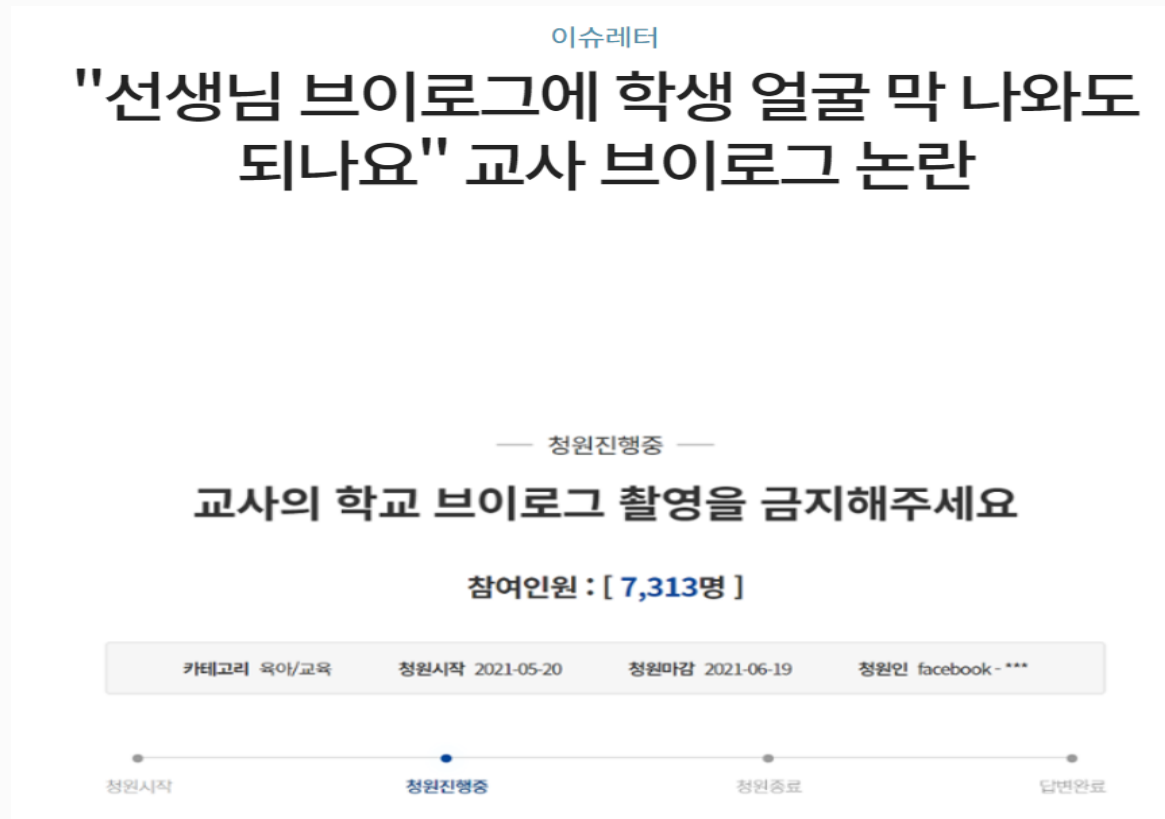 이슈레터
"선생님 브이로그에 학생 얼굴 막 나와도
되나요" 교사 브이로그 논란
청원진행중
교사의 학교 브이로그 촬영을 금지해주세요
참여인원 : [ 7,313명 ]
카테고리 육아/교육 청원시작 2021-05-20 청원마감 2021-06-19 청원인 facebook - ***
청원시작 청원진행중 청원종료 답변완료